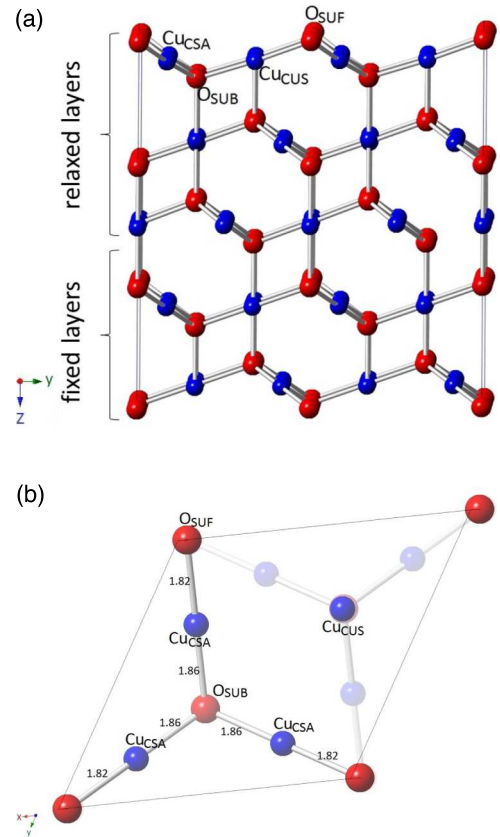 (a)
O_SUF
Cu_CSA
Cu_CUS
O_SUB
relaxed layers
fixed layers
y
Z
(b)
O_SUF
1.82
Cu_CSA
Cu_CUS
1.86
O_SUB
1.86
1.86
Cu_CSA
Cu_CSA
1.82
1.82
x
y